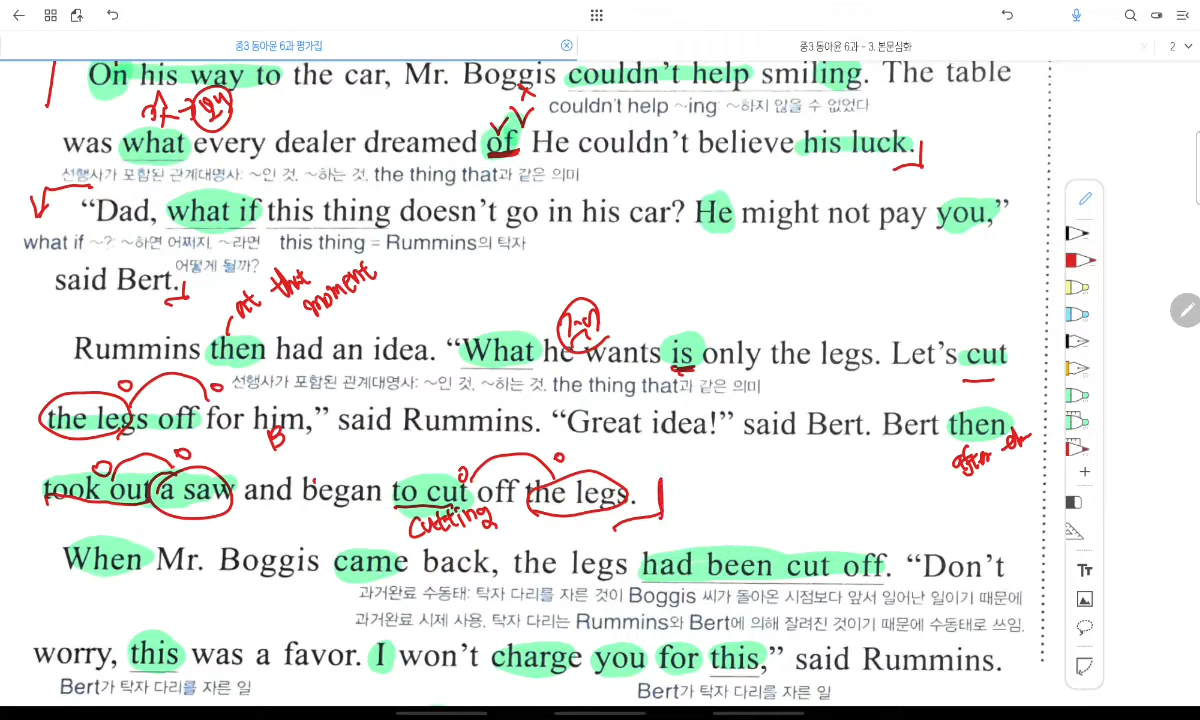 중3 동아윤 6과 평가집
중3 동아윤 6과 - 3. 본문심화
2
On his way to the car, Mr. Boggis couldn't help smiling. The table
couldn't help ~ing: ~하지 않을 수 없었다
was what every dealer dreamed of. He couldn't believe his luck.
선행사가 포함된 관계대명사: ~인 것, ~하는 것, the thing that과 같은 의미
"Dad, what if this thing doesn't go in his car? He might not pay you,"
what if ~?: ~하면 어쩌지, ~라면
this thing = Rummins의 탁자
어떻게 될까?
said Bert.
at that
moment
Rummins then had an idea. "What he wants is only the legs. Let's cut
선행사가 포함된 관계대명사: ~인 것, ~하는 것, the thing that과 같은 의미
the legs off for him," said Rummins. "Great idea!" said Bert. Bert then
B
took out a saw and began to cut off the legs.
cutting
When Mr. Boggis came back, the legs had been cut off. "Don't
과거완료 수동태: 탁자 다리를 자른 것이 Boggis 씨가 돌아온 시점보다 앞서 일어난 일이기 때문에
과거완료 시제 사용. 탁자 다리는 Rummins와 Bert에 의해 잘려진 것이기 때문에 수동태로 쓰임.
worry, this was a favor. I won't charge you for this," said Rummins.
Bert가 탁자 다리를 자른 일
Bert가 탁자 다리를 자른 일